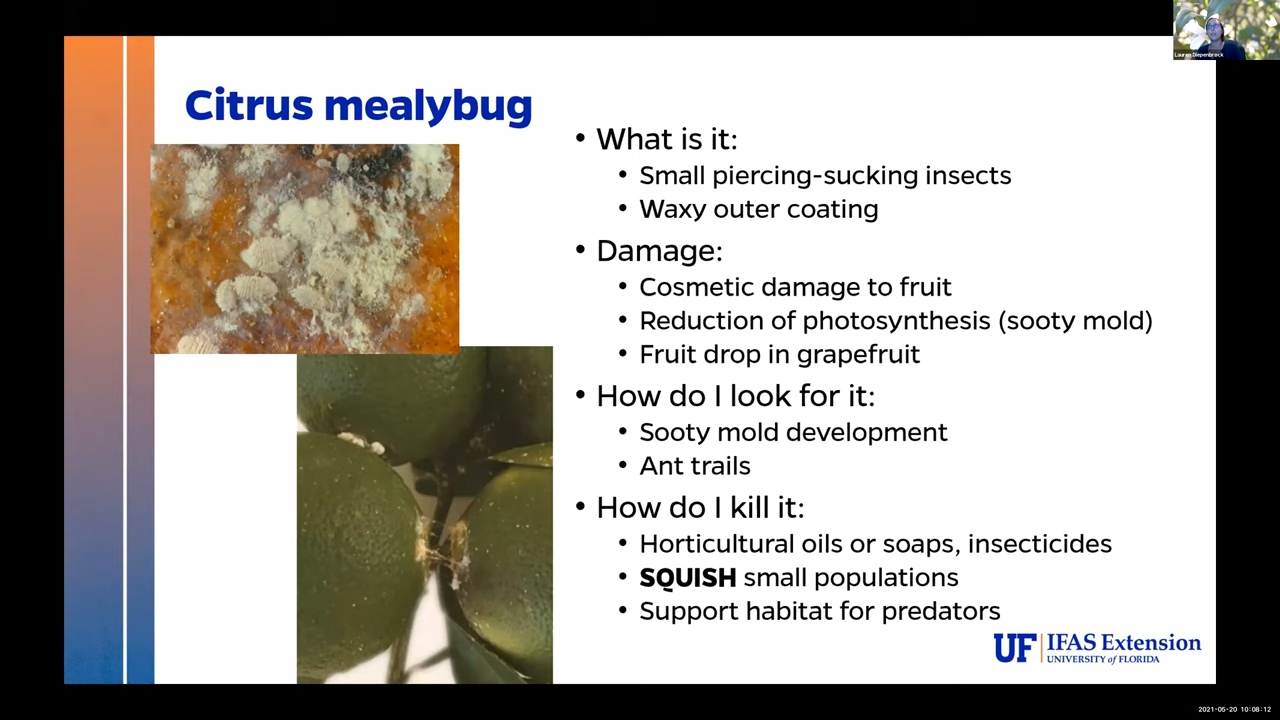 Lauren Diepenbrock
Citrus mealybug
• What is it:
• Small piercing-sucking insects
• Waxy outer coating
• Damage:
• Cosmetic damage to fruit
• Reduction of photosynthesis (sooty mold)
• Fruit drop in grapefruit
• How do I look for it:
• Sooty mold development
• Ant trails
• How do I kill it:
• Horticultural oils or soaps, insecticides
• SQUISH small populations
• Support habitat for predators
UF IFAS Extension
UNIVERSITY of FLORIDA
2021-05-20 10:08:12